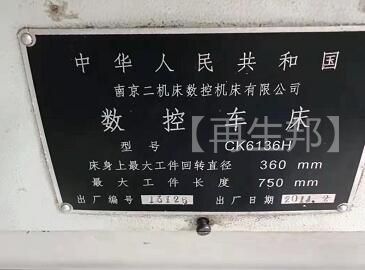 中华人民共和国
南京二机床数控机床有限公司
数控车床
型号 CK6136H
床身上最大工件回转直径 360 mm
最大工件长度 750 mm
出厂编号 13126 出厂日期 2014.2
【再生邦】